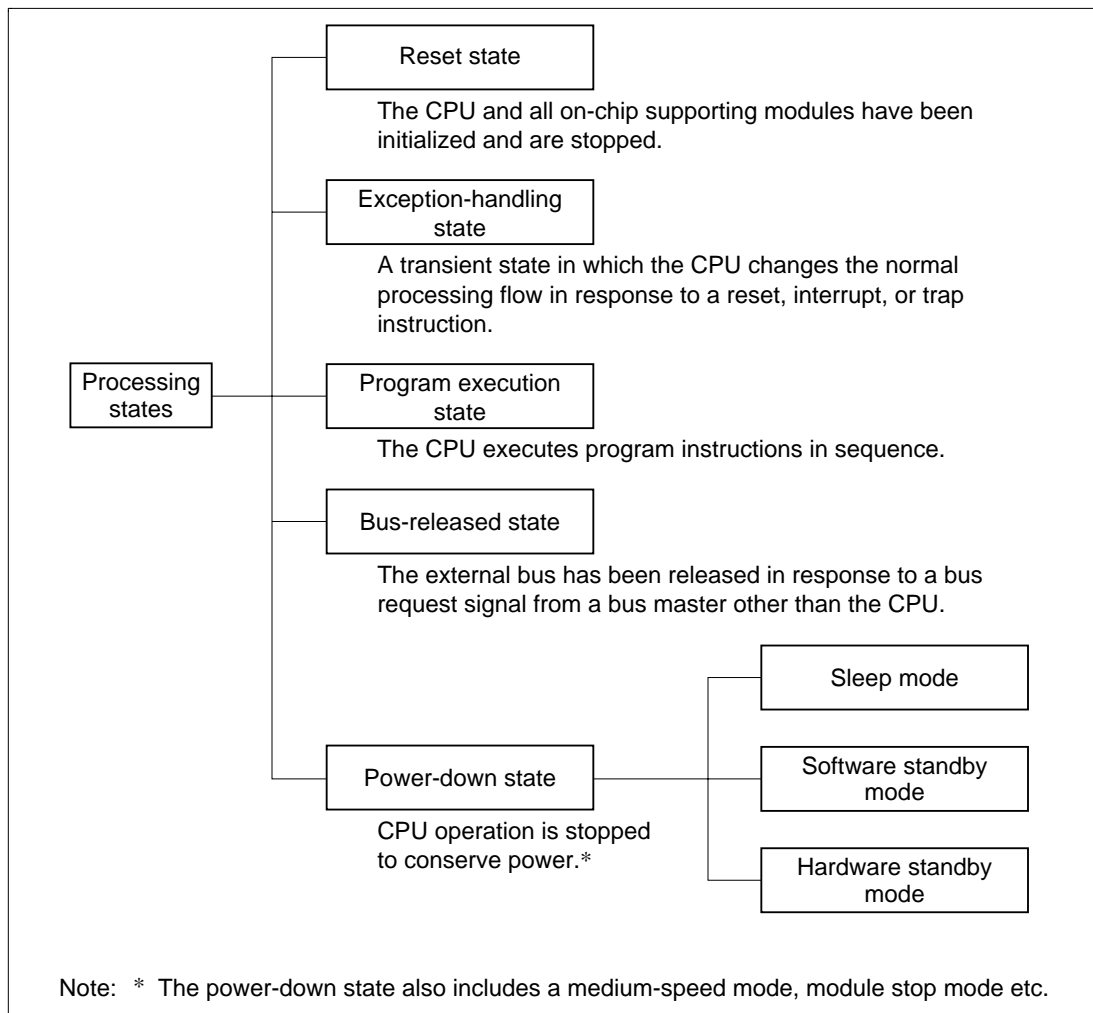 Reset state
The CPU and all on-chip supporting modules have been
initialized and are stopped.
Exception-handling
state
A transient state in which the CPU changes the normal
processing flow in response to a reset, interrupt, or trap
instruction.
Processing
states
Program execution
state
The CPU executes program instructions in sequence.
Bus-released state
The external bus has been released in response to a bus
request signal from a bus master other than the CPU.
Sleep mode
Power-down state
Software standby
mode
CPU operation is stopped
to conserve power.*
Hardware standby
mode
Note: * The power-down state also includes a medium-speed mode, module stop mode etc.